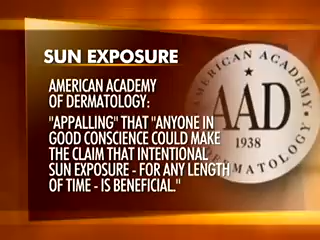 SUN EXPOSURE
AMERICAN ACADEMY
OF DERMATOLOGY:
"APPALLING" THAT "ANYONE IN
GOOD CONSCIENCE COULD MAKE
THE CLAIM THAT INTENTIONAL
SUN EXPOSURE - FOR ANY LENGTH
OF TIME - IS BENEFICIAL."
AMERICAN ACADEMY
AAD
1938
DERMATOLOGY